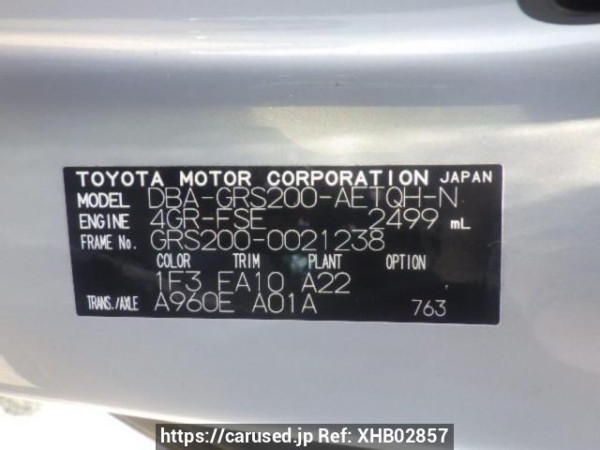 TOYOTA MOTOR CORPORATION JAPAN
MODEL DBA-GRS200-AETQH-N
ENGINE 4GR-FSE 2499 mL
FRAME No. GRS200-0021238
COLOR TRIM PLANT OPTION
1F3 EA10 A22
TRANS./AXLE A960E A01A 763
https://carused.jp Ref: XHB02857